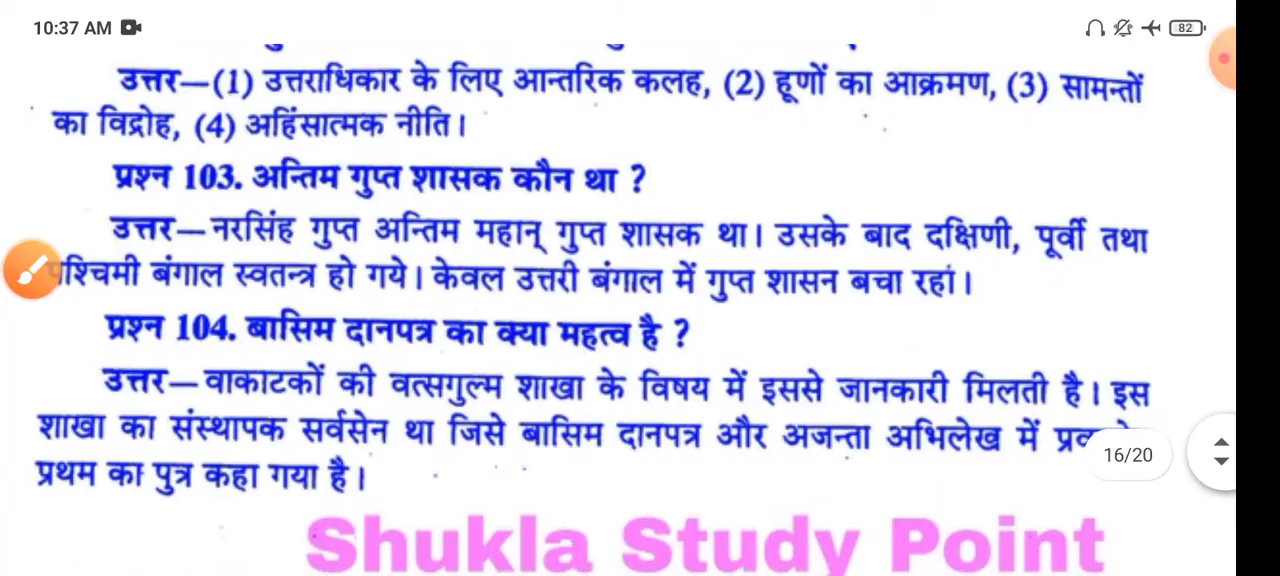 10:37 AM
82
उत्तर—(1) उत्तराधिकार के लिए आन्तरिक कलह, (2) हूणों का आक्रमण, (3) सामन्तों
का विद्रोह, (4) अहिंसात्मक नीति।
प्रश्न 103. अन्तिम गुप्त शासक कौन था ?
उत्तर—नरसिंह गुप्त अन्तिम महान् गुप्त शासक था। उसके बाद दक्षिणी, पूर्वी तथा
पश्चिमी बंगाल स्वतन्त्र हो गये। केवल उत्तरी बंगाल में गुप्त शासन बचा रहां।
प्रश्न 104. बासिम दानपत्र का क्या महत्व है ?
उत्तर—वाकाटकों की वत्सगुल्म शाखा के विषय में इससे जानकारी मिलती है। इस
शाखा का संस्थापक सर्वसेन था जिसे बासिम दानपत्र और अजन्ता अभिलेख में
16/20
प्रथम का पुत्र कहा गया है।
Shukla Study Point